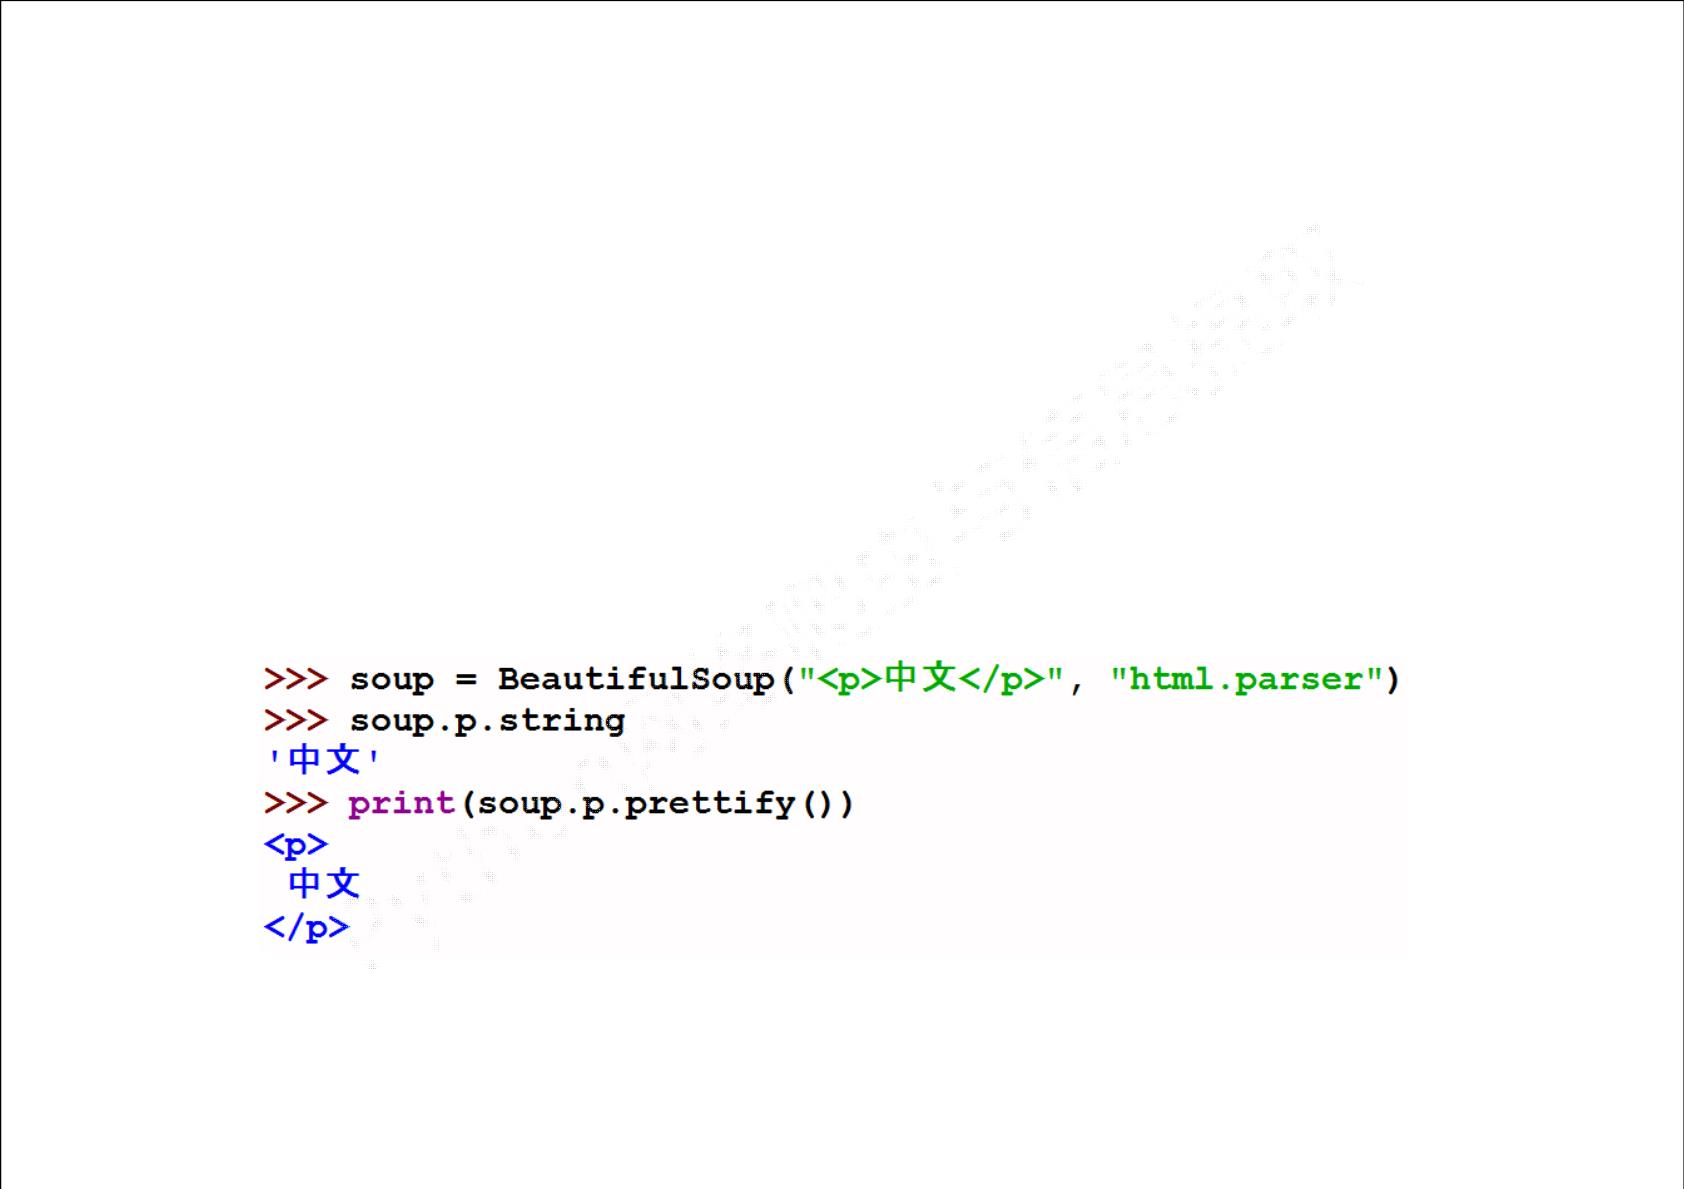 >>> soup = BeautifulSoup("<p>中文</p>", "html.parser")
>>> soup.p.string
'中文'
>>> print(soup.p.prettify())
<p>
 中文
</p>